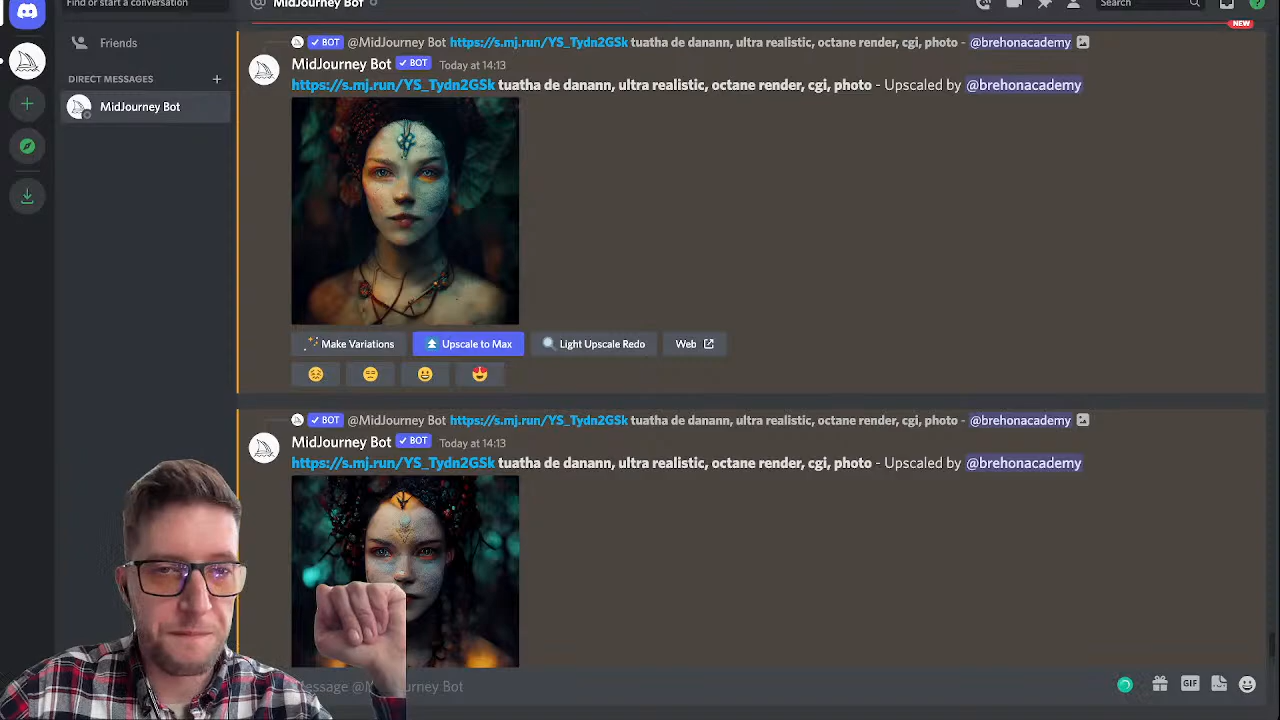 Find or start a conversation
MidJourney Bot
Search
NEW
Friends
DIRECT MESSAGES
MidJourney Bot
BOT @MidJourney Bot https://s.mj.run/YS_Tydn2GSk tuatha de danann, ultra realistic, octane render, cgi, photo - @brehonacademy
MidJourney Bot BOT Today at 14:13
https://s.mj.run/YS_Tydn2GSk tuatha de danann, ultra realistic, octane render, cgi, photo - Upscaled by @brehonacademy
Make Variations Upscale to Max Light Upscale Redo Web
BOT @MidJourney Bot https://s.mj.run/YS_Tydn2GSk tuatha de danann, ultra realistic, octane render, cgi, photo - @brehonacademy
MidJourney Bot BOT Today at 14:13
https://s.mj.run/YS_Tydn2GSk tuatha de danann, ultra realistic, octane render, cgi, photo - Upscaled by @brehonacademy
Message @MidJourney Bot
GIF